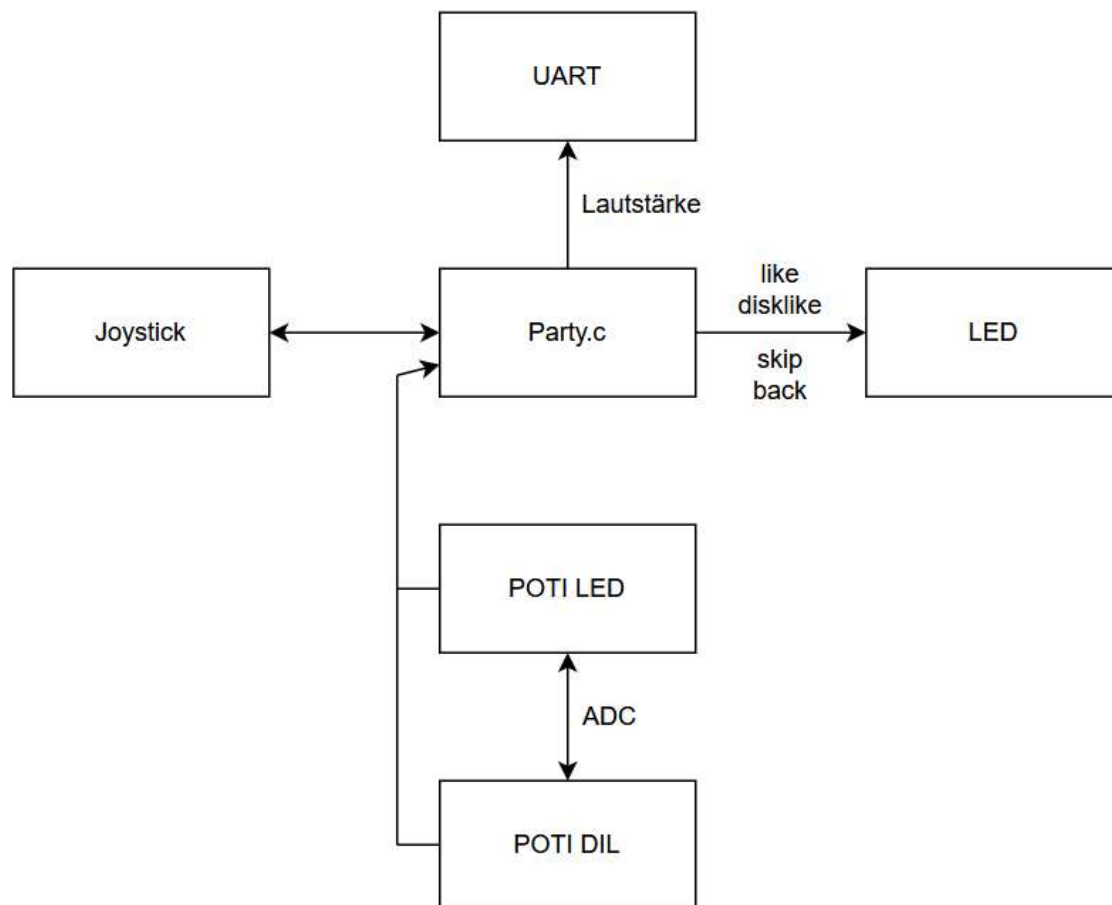 UART
Lautstärke
Joystick
Party.c
like
disklike
skip
back
LED
POTI LED
ADC
POTI DIL